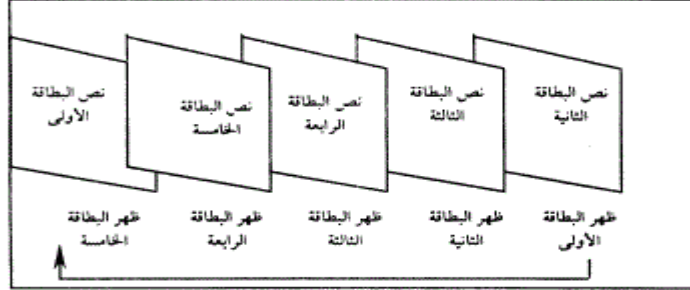 نص البطاقة
الثانية
نص البطاقة
الثالثة
نص البطاقة
الرابعة
نص البطاقة
الخامسة
نص البطاقة
الأولى
ظهر البطاقة
الأولى
ظهر البطاقة
الثانية
ظهر البطاقة
الثالثة
ظهر البطاقة
الرابعة
ظهر البطاقة
الخامسة